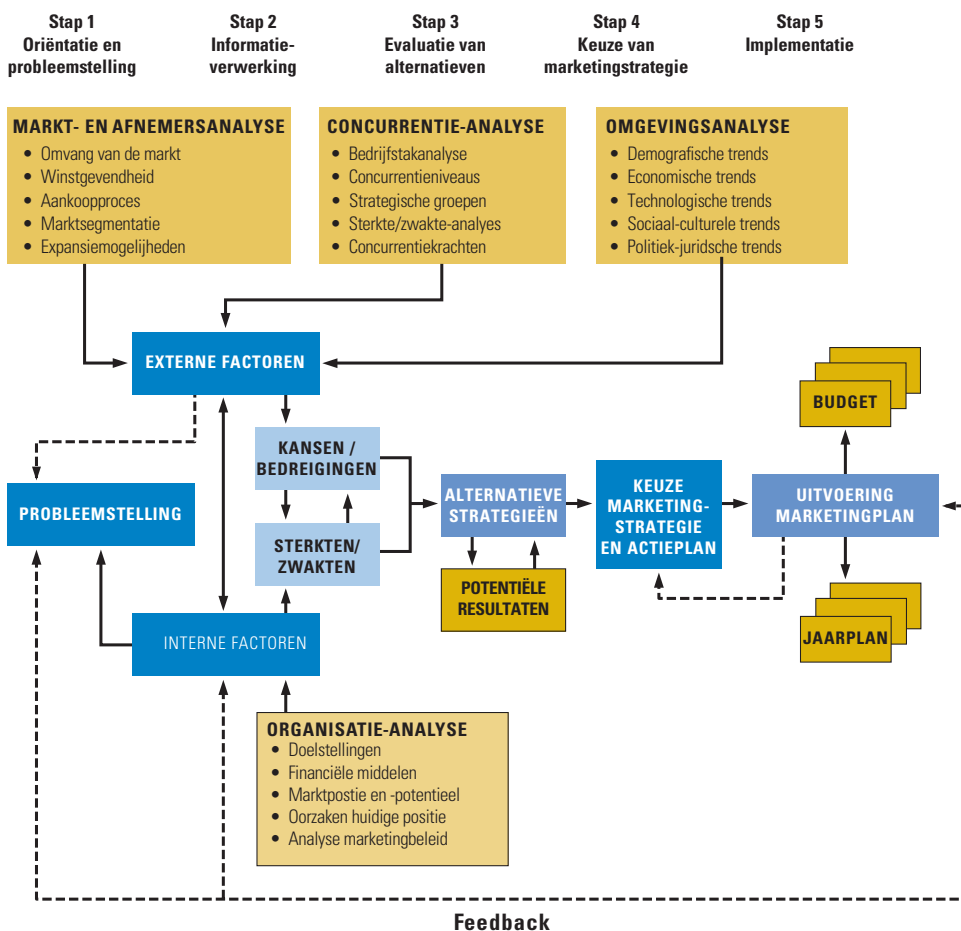 Stap 1
Oriëntatie en
probleemstelling
Stap 2
Informatie-
verwerking
Stap 3
Evaluatie van
alternatieven
Stap 4
Keuze van
marketingstrategie
Stap 5
Implementatie
MARKT- EN AFNEMERSANALYSE
• Omvang van de markt
• Winstgevendheid
• Aankoopproces
• Marktsegmentatie
• Expansiemogelijheden
CONCURRENTIE-ANALYSE
• Bedrijfstakanalyse
• Concurrentieniveaus
• Strategische groepen
• Sterkte/zwakte-analyes
• Concurrentiekrachten
OMGEVINGSANALYSE
• Demografische trends
• Economische trends
• Technologische trends
• Sociaal-culturele trends
• Politiek-juridsche trends
EXTERNE FACTOREN
BUDGET
KANSEN /
BEDREIGINGEN
PROBLEEMSTELLING
ALTERNATIEVE
STRATEGIEËN
KEUZE
MARKETING-
STRATEGIE
EN ACTIEPLAN
UITVOERING
MARKETINGPLAN
STERKTEN/
ZWAKTEN
POTENTIËLE
RESULTATEN
JAARPLAN
INTERNE FACTOREN
ORGANISATIE-ANALYSE
• Doelstellingen
• Financiële middelen
• Marktpostie en -potentieel
• Oorzaken huidige positie
• Analyse marketingbeleid
Feedback